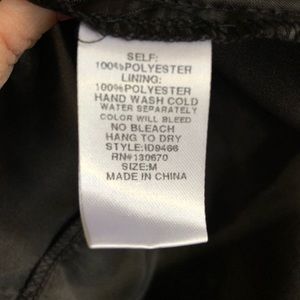 SELF:
100%POLYESTER
LINING:
100%POLYESTER
HAND WASH COLD
WATER SEPARATELY
COLOR WILL BLEED
NO BLEACH
HANG TO DRY
STYLE:ID9466
RN#130670
SIZE:M
MADE IN CHINA